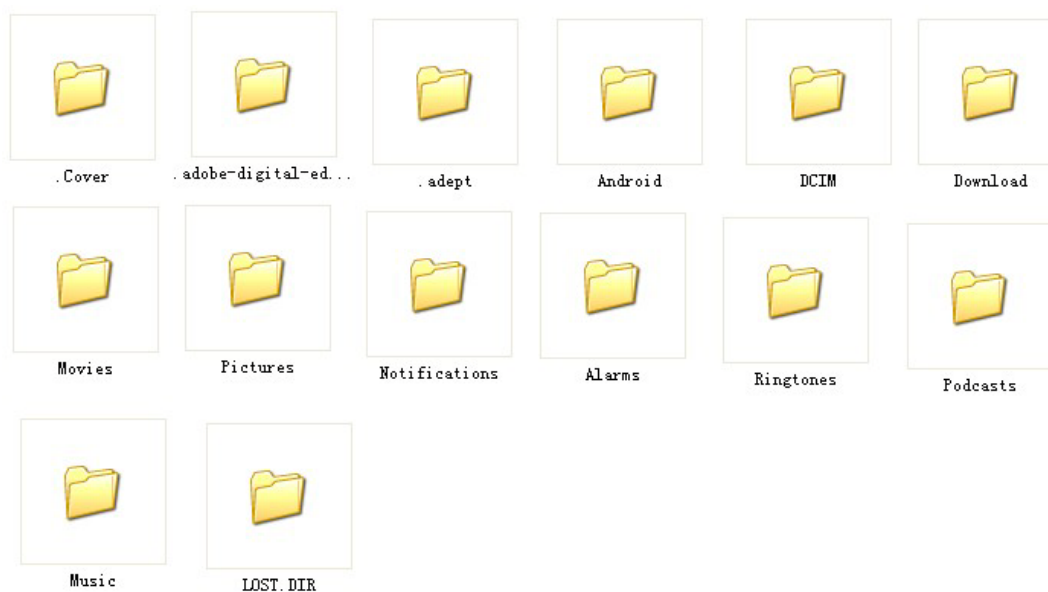 .Cover
.adobe-digital-ed...
.adept
Android
DCIM
Download
Movies
Pictures
Notifications
Alarms
Ringtones
Podcasts
Music
LOST.DIR